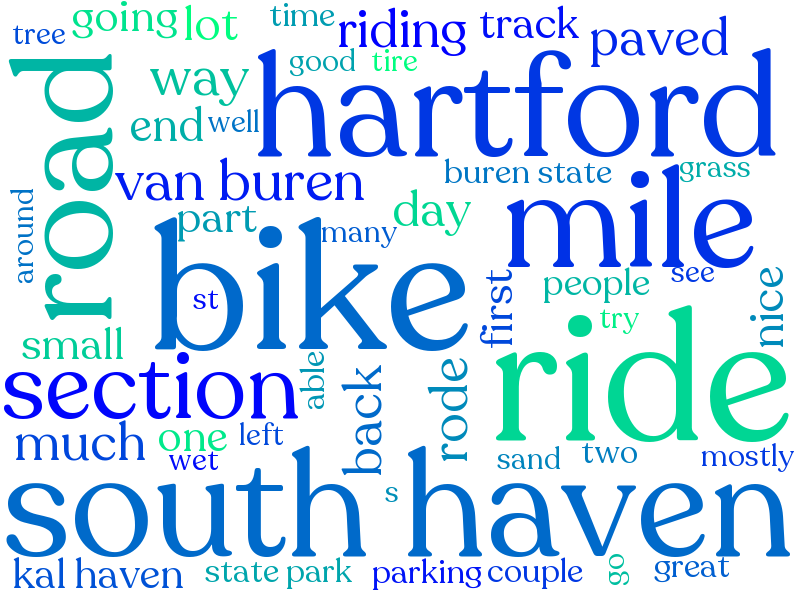 tree
going
lot
time
riding
track
paved
good
tire
way
hartford
road
end
well
van buren
buren state
grass
mile
around
part
many
day
bike
st
first
people
see
nice
try
ride
small
section
able
back
rode
much
one
left
wet
sand
two
mostly
south haven
s
kal haven
state park
parking
couple
go
great